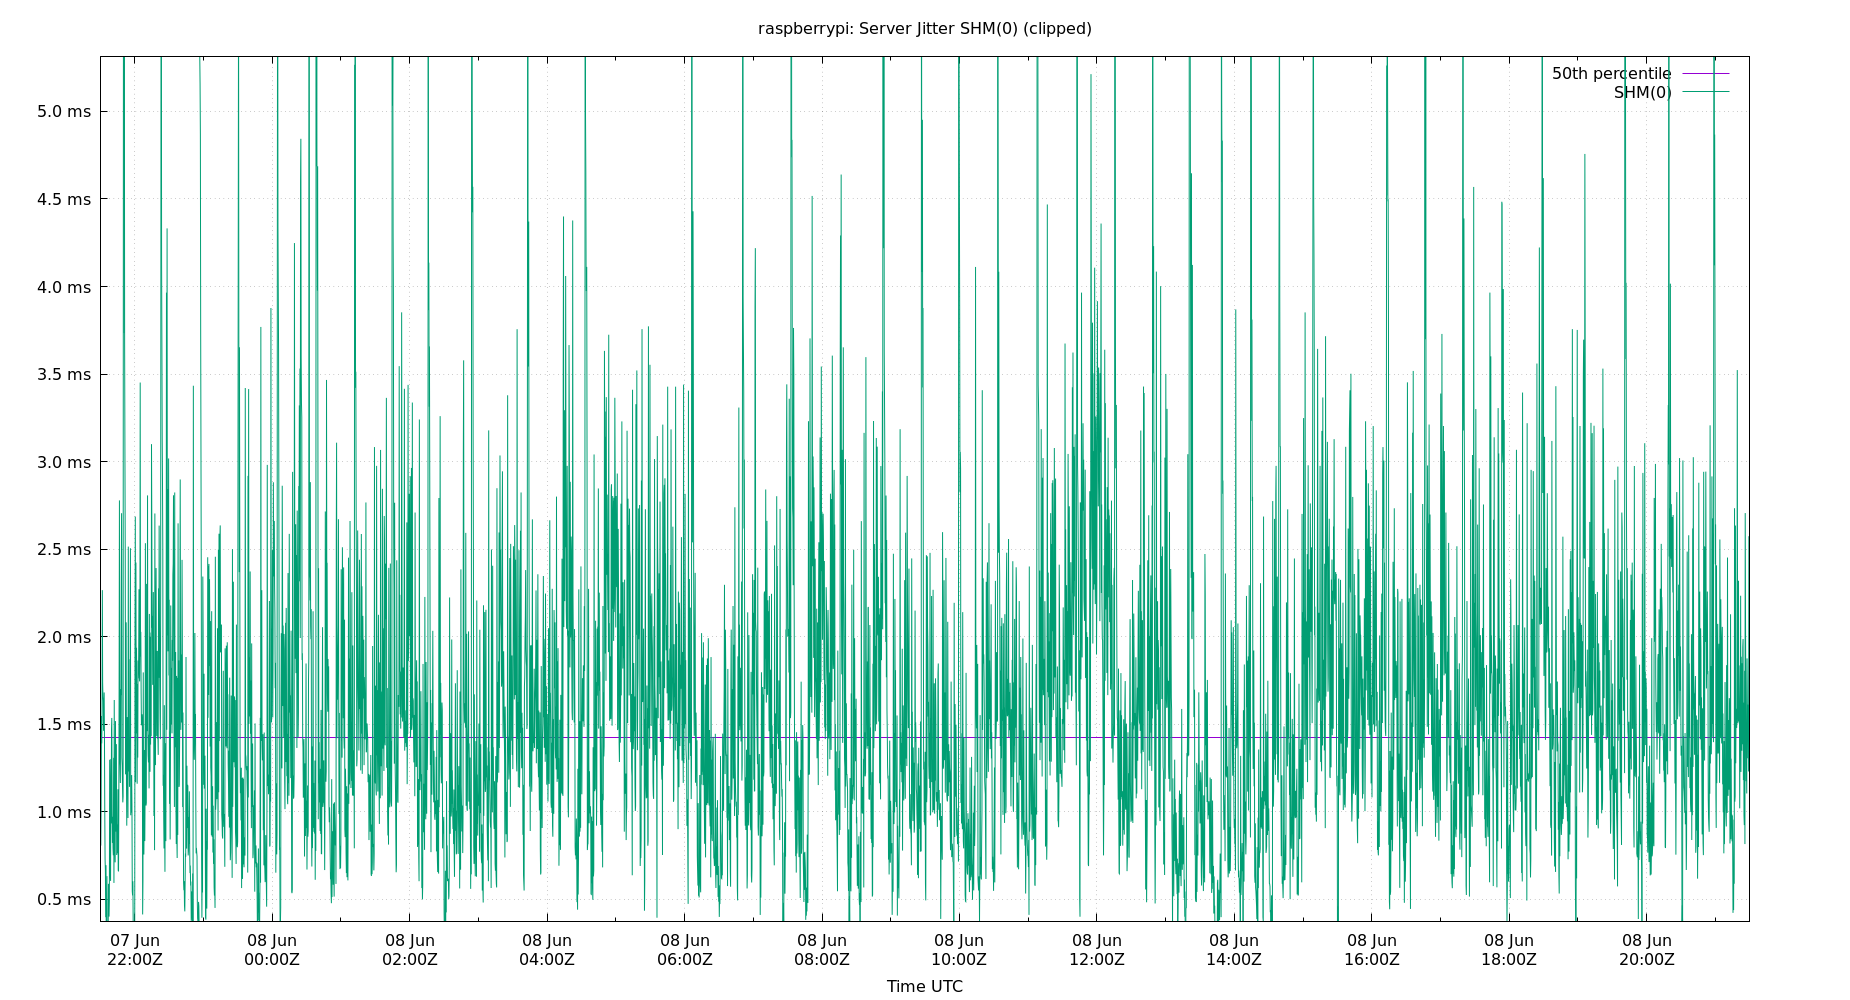 raspberrypi: Server Jitter SHM(0) (clipped)
50th percentile
SHM(0)
5.0 ms
4.5 ms
4.0 ms
3.5 ms
3.0 ms
2.5 ms
2.0 ms
1.5 ms
1.0 ms
0.5 ms
07 Jun 08 Jun 08 Jun 08 Jun 08 Jun 08 Jun 08 Jun 08 Jun 08 Jun 08 Jun 08 Jun 08 Jun
22:00Z 00:00Z 02:00Z 04:00Z 06:00Z 08:00Z 10:00Z 12:00Z 14:00Z 16:00Z 18:00Z 20:00Z
Time UTC